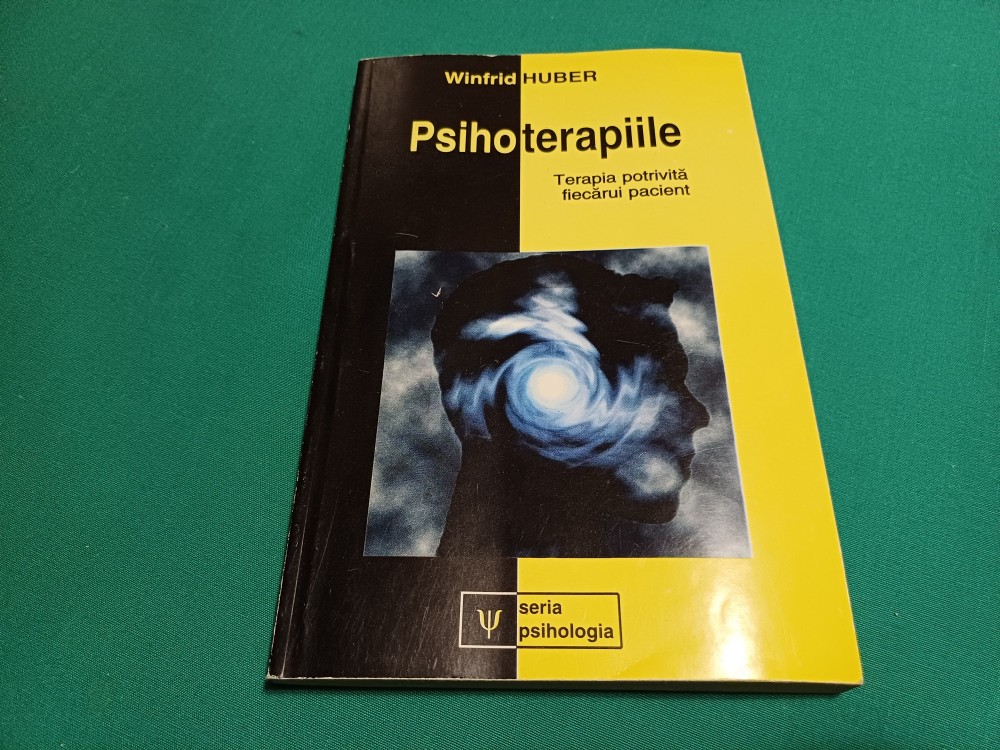 Winfrid HUBER
Psihoterapiile
Terapia potrivită
fiecărui pacient
ψ
seria
psihologia